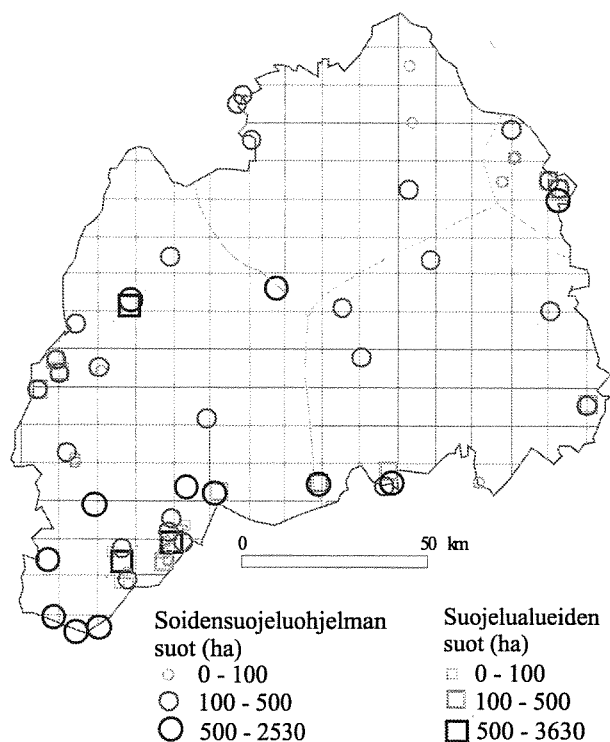 0 50 km
Soidensuojeluohjelman
suot (ha)
0 - 100
100 - 500
500 - 2530
Suojelualueiden
suot (ha)
0 - 100
100 - 500
500 - 3630